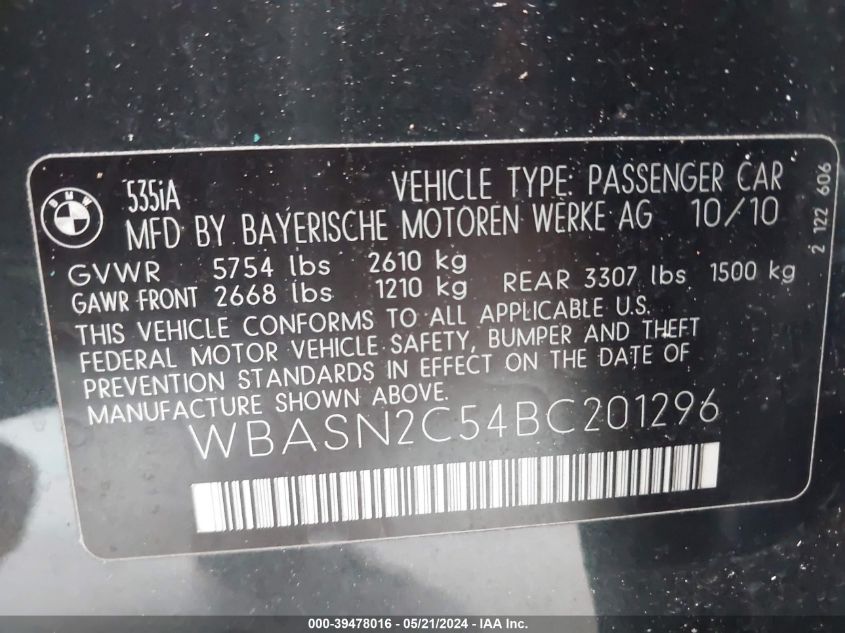 BMW
535iA
VEHICLE TYPE: PASSENGER CAR
MFD BY BAYERISCHE MOTOREN WERKE AG 10/10
GVWR 5754 lbs 2610 kg
GAWR FRONT 2668 lbs 1210 kg REAR 3307 lbs 1500 kg
THIS VEHICLE CONFORMS TO ALL APPLICABLE U.S.
FEDERAL MOTOR VEHICLE SAFETY, BUMPER AND THEFT
PREVENTION STANDARDS IN EFFECT ON THE DATE OF
MANUFACTURE SHOWN ABOVE.
WBASN2C54BC201296
2 122 606
000-39478016 - 05/21/2024 - IAA Inc.